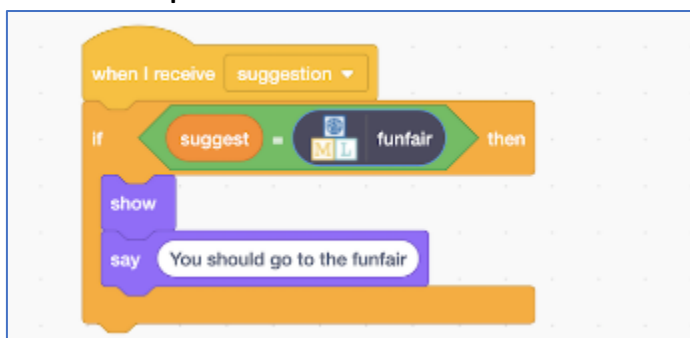 when I receive suggestion
if suggest = ML funfair then
show
say You should go to the funfair